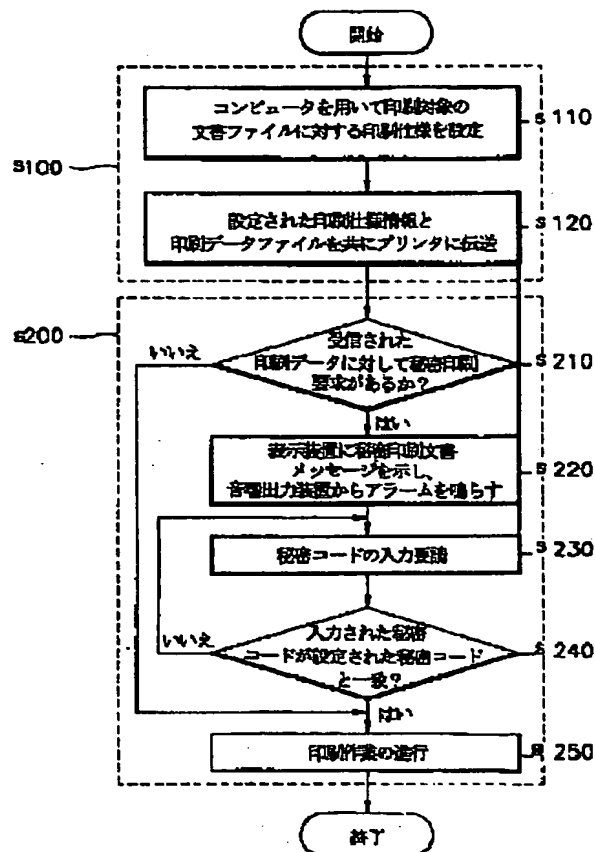 開始
コンピュータを用いて印刷対象の
文書ファイルに対する印刷仕様を設定
s110
s100
設定された印刷仕様情報と
印刷データファイルを共にプリンタに伝送
s120
s200
受信された
印刷データに対して秘密印刷
要求があるか?
いいえ
s210
はい
表示装置に秘密印刷文書
メッセージを示し、
音響出力装置からアラームを鳴らす
s220
秘密コードの入力要請
s230
入力された秘密
コードが設定された秘密コード
と一致?
いいえ
s240
はい
印刷作業の進行
s250
終了